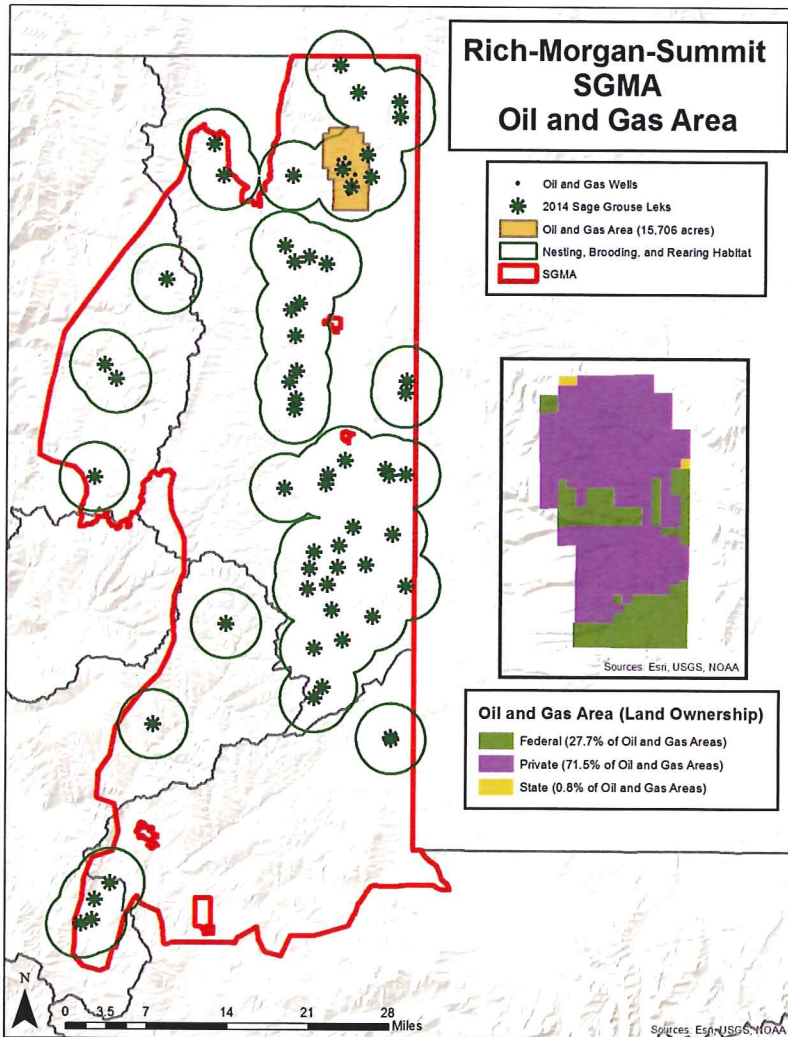 Rich-Morgan-Summit
SGMA
Oil and Gas Area
Oil and Gas Wells
2014 Sage Grouse Leks
Oil and Gas Area (15,706 acres)
Nesting, Brooding, and Rearing Habitat
SGMA
Sources: Esri, USGS, NOAA
Oil and Gas Area (Land Ownership)
Federal (27.7% of Oil and Gas Areas)
Private (71.5% of Oil and Gas Areas)
State (0.8% of Oil and Gas Areas)
N
0 3.5 7 14 21 28
Miles
Sources: Esri, USGS, NOAA